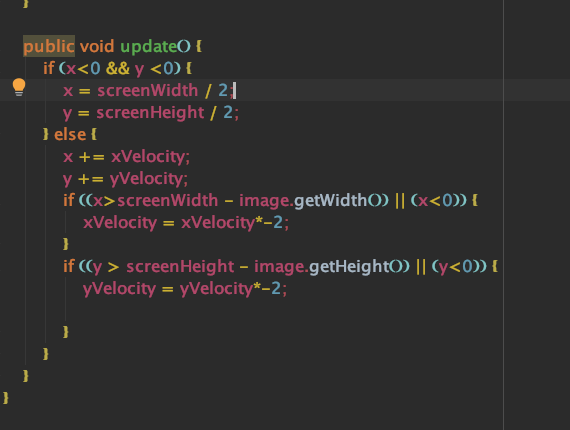 }
public void update() {
if (x<0 && y <0) {
x = screenWidth / 2;
y = screenHeight / 2;
} else {
x += xVelocity;
y += yVelocity;
if ((x>screenWidth - image.getWidth()) || (x<0)) {
xVelocity = xVelocity*-2;
}
if ((y > screenHeight - image.getHeight()) || (y<0)) {
yVelocity = yVelocity*-2;
}
}
}
}